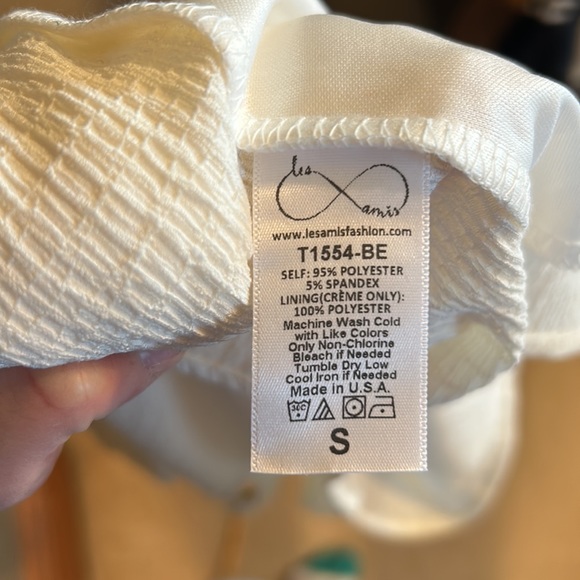 les
amis
www.lesamisfashion.com
T1554-BE
SELF: 95% POLYESTER
5% SPANDEX
LINING(CRÈME ONLY):
100% POLYESTER
Machine Wash Cold
with Like Colors
Only Non-Chlorine
Bleach if Needed
Tumble Dry Low
Cool Iron if Needed
Made in U.S.A.
30C
S